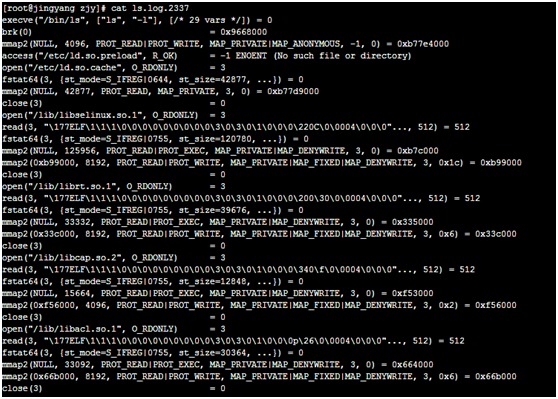 [root@jingyang zjy]# cat ls.log.2337
execve("/bin/ls", ["ls", "-l"], [/* 29 vars */]) = 0
brk(0)                                  = 0x9668000
mmap2(NULL, 4096, PROT_READ|PROT_WRITE, MAP_PRIVATE|MAP_ANONYMOUS, -1, 0) = 0xb77e4000
access("/etc/ld.so.preload", R_OK)      = -1 ENOENT (No such file or directory)
open("/etc/ld.so.cache", O_RDONLY)      = 3
fstat64(3, {st_mode=S_IFREG|0644, st_size=42877, ...}) = 0
mmap2(NULL, 42877, PROT_READ, MAP_PRIVATE, 3, 0) = 0xb77d9000
close(3)                                = 0
open("/lib/libselinux.so.1", O_RDONLY)  = 3
read(3, "\177ELF\1\1\1\0\0\0\0\0\0\0\0\0\3\0\3\0\1\0\0\0\220C\0\0004\0\0\0"..., 512) = 512
fstat64(3, {st_mode=S_IFREG|0755, st_size=120780, ...}) = 0
mmap2(NULL, 125956, PROT_READ|PROT_EXEC, MAP_PRIVATE|MAP_DENYWRITE, 3, 0) = 0xb7c000
mmap2(0xb99000, 8192, PROT_READ|PROT_WRITE, MAP_PRIVATE|MAP_FIXED|MAP_DENYWRITE, 3, 0x1c) = 0xb99000
close(3)                                = 0
open("/lib/librt.so.1", O_RDONLY)       = 3
read(3, "\177ELF\1\1\1\0\0\0\0\0\0\0\0\0\3\0\3\0\1\0\0\0\200\30\0\0004\0\0\0"..., 512) = 512
fstat64(3, {st_mode=S_IFREG|0755, st_size=39676, ...}) = 0
mmap2(NULL, 33332, PROT_READ|PROT_EXEC, MAP_PRIVATE|MAP_DENYWRITE, 3, 0) = 0x335000
mmap2(0x33c000, 8192, PROT_READ|PROT_WRITE, MAP_PRIVATE|MAP_FIXED|MAP_DENYWRITE, 3, 0x6) = 0x33c000
close(3)                                = 0
open("/lib/libcap.so.2", O_RDONLY)      = 3
read(3, "\177ELF\1\1\1\0\0\0\0\0\0\0\0\0\3\0\3\0\1\0\0\0\340\f\0\0004\0\0\0"..., 512) = 512
fstat64(3, {st_mode=S_IFREG|0755, st_size=12848, ...}) = 0
mmap2(NULL, 15664, PROT_READ|PROT_EXEC, MAP_PRIVATE|MAP_DENYWRITE, 3, 0) = 0xf53000
mmap2(0xf56000, 4096, PROT_READ|PROT_WRITE, MAP_PRIVATE|MAP_FIXED|MAP_DENYWRITE, 3, 0x2) = 0xf56000
close(3)                                = 0
open("/lib/libacl.so.1", O_RDONLY)      = 3
read(3, "\177ELF\1\1\1\0\0\0\0\0\0\0\0\0\3\0\3\0\1\0\0\0p\26\0\0004\0\0\0"..., 512) = 512
fstat64(3, {st_mode=S_IFREG|0755, st_size=30364, ...}) = 0
mmap2(NULL, 33092, PROT_READ|PROT_EXEC, MAP_PRIVATE|MAP_DENYWRITE, 3, 0) = 0x664000
mmap2(0x66b000, 8192, PROT_READ|PROT_WRITE, MAP_PRIVATE|MAP_FIXED|MAP_DENYWRITE, 3, 0x6) = 0x66b000
close(3)                                = 0